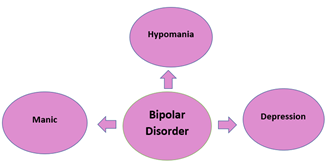 Hypomania
Manic
Bipolar
Disorder
Depression